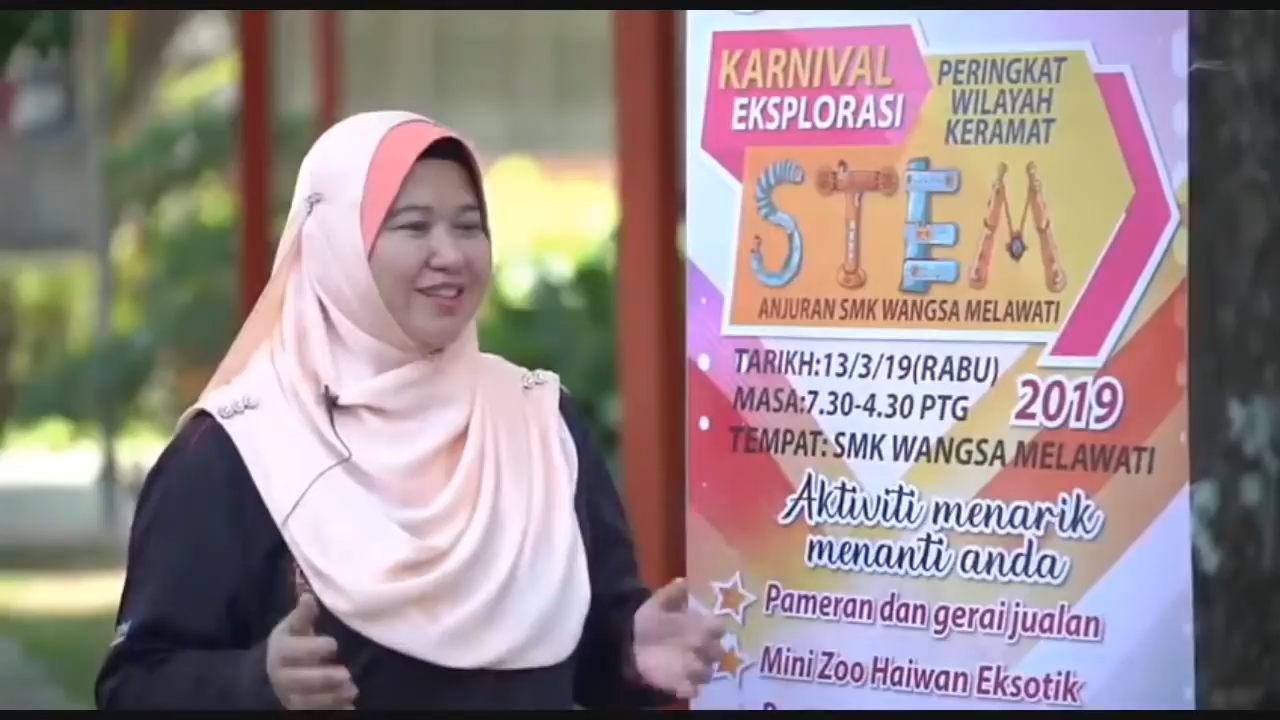 KARNIVAL
EKSPLORASI
PERINGKAT
WILAYAH
KERAMAT
STEM
ANJURAN SMK WANGSA MELAWATI
TARIKH:13/3/19(RABU)
MASA:7.30-4.30 PTG
2019
TEMPAT: SMK WANGSA MELAWATI
Aktiviti menarik
menanti anda
Pameran dan gerai jualan
Mini Zoo Haiwan Eksotik